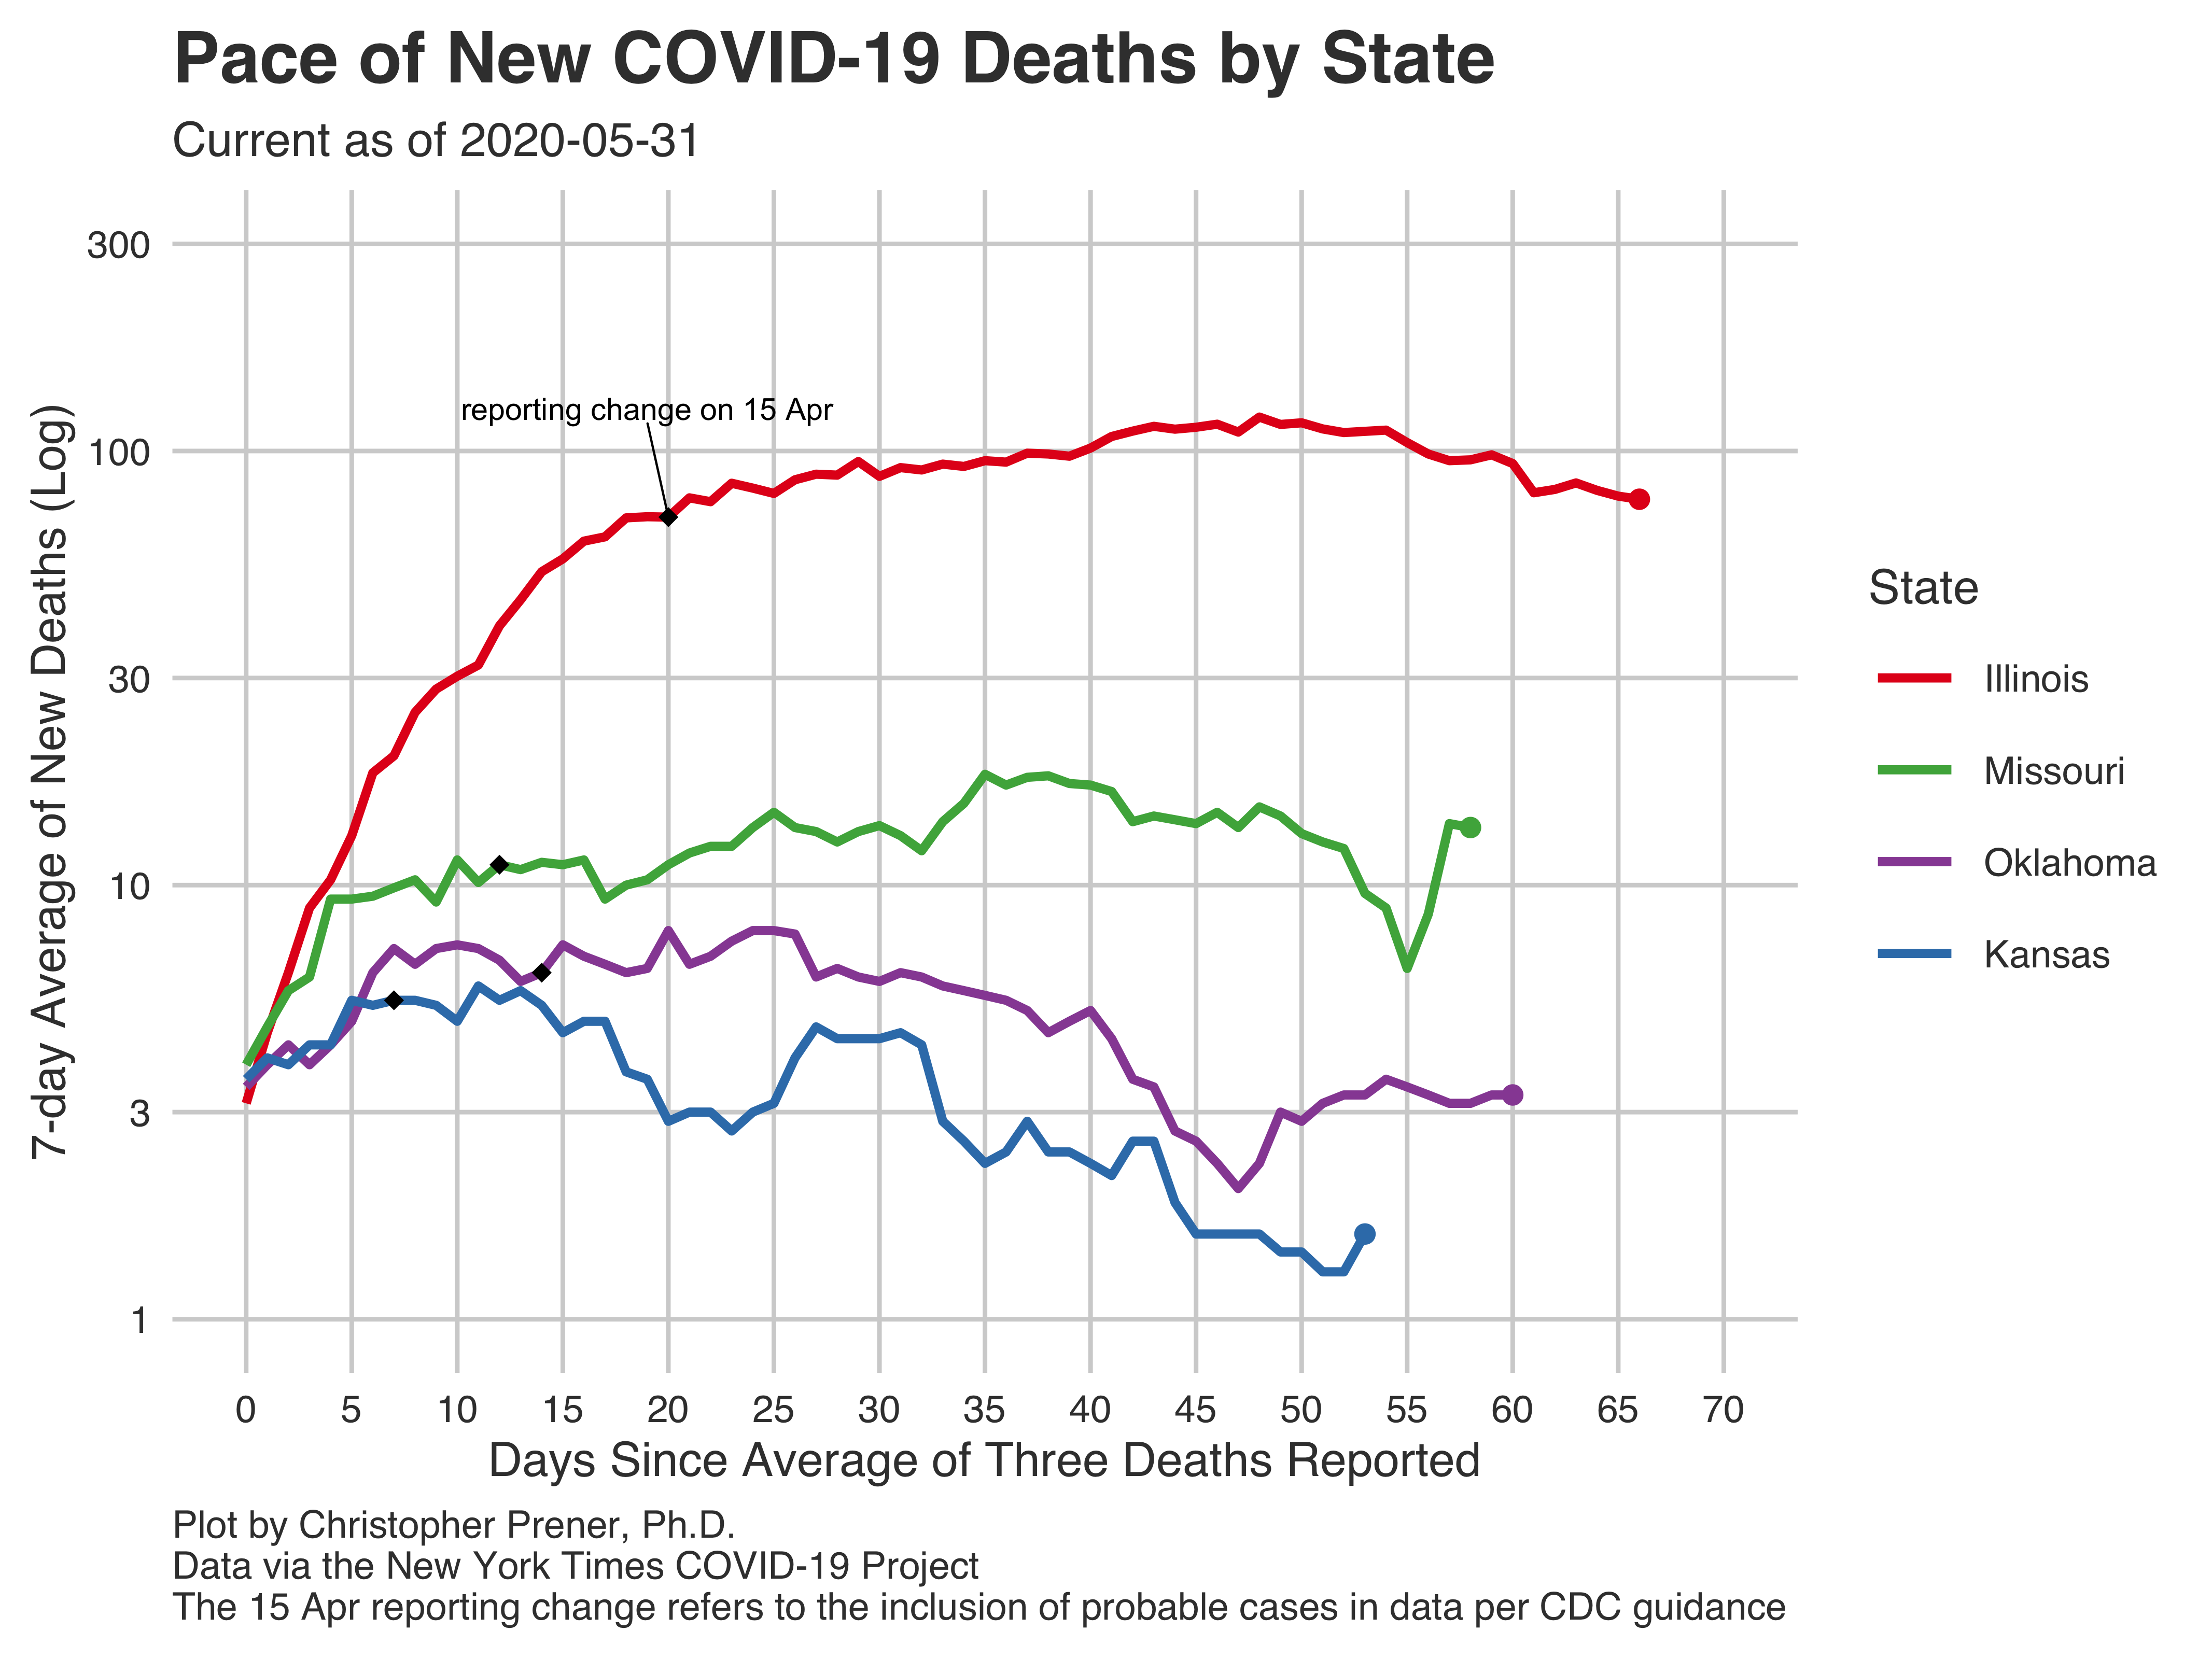 Pace of New COVID-19 Deaths by State
Current as of 2020-05-31
7-day Average of New Deaths (Log)
300
100
30
10
3
1
reporting change on 15 Apr
State
Illinois
Missouri
Oklahoma
Kansas
0 5 10 15 20 25 30 35 40 45 50 55 60 65 70
Days Since Average of Three Deaths Reported
Plot by Christopher Prener, Ph.D.
Data via the New York Times COVID-19 Project
The 15 Apr reporting change refers to the inclusion of probable cases in data per CDC guidance